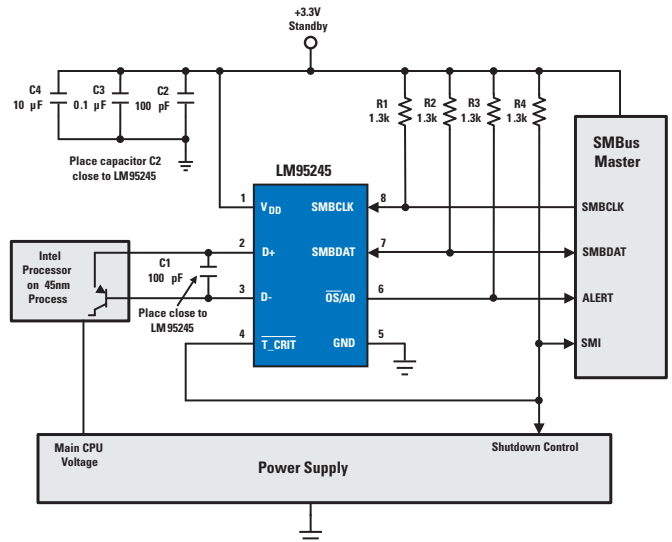 +3.3V
Standby
C4
10 µF
C3
0.1 µF
C2
100 pF
R1
1.3k
R2
1.3k
R3
1.3k
R4
1.3k
Place capacitor C2
close to LM95245
LM95245
SMBus
Master
1
VDD
SMBCLK
8
SMBCLK
2
D+
SMBDAT
7
SMBDAT
3
D-
OS/A0
6
ALERT
4
T_CRIT
GND
5
SMI
Intel
Processor
on 45nm
Process
C1
100 pF
Place close to
LM95245
Main CPU
Voltage
Shutdown Control
Power Supply